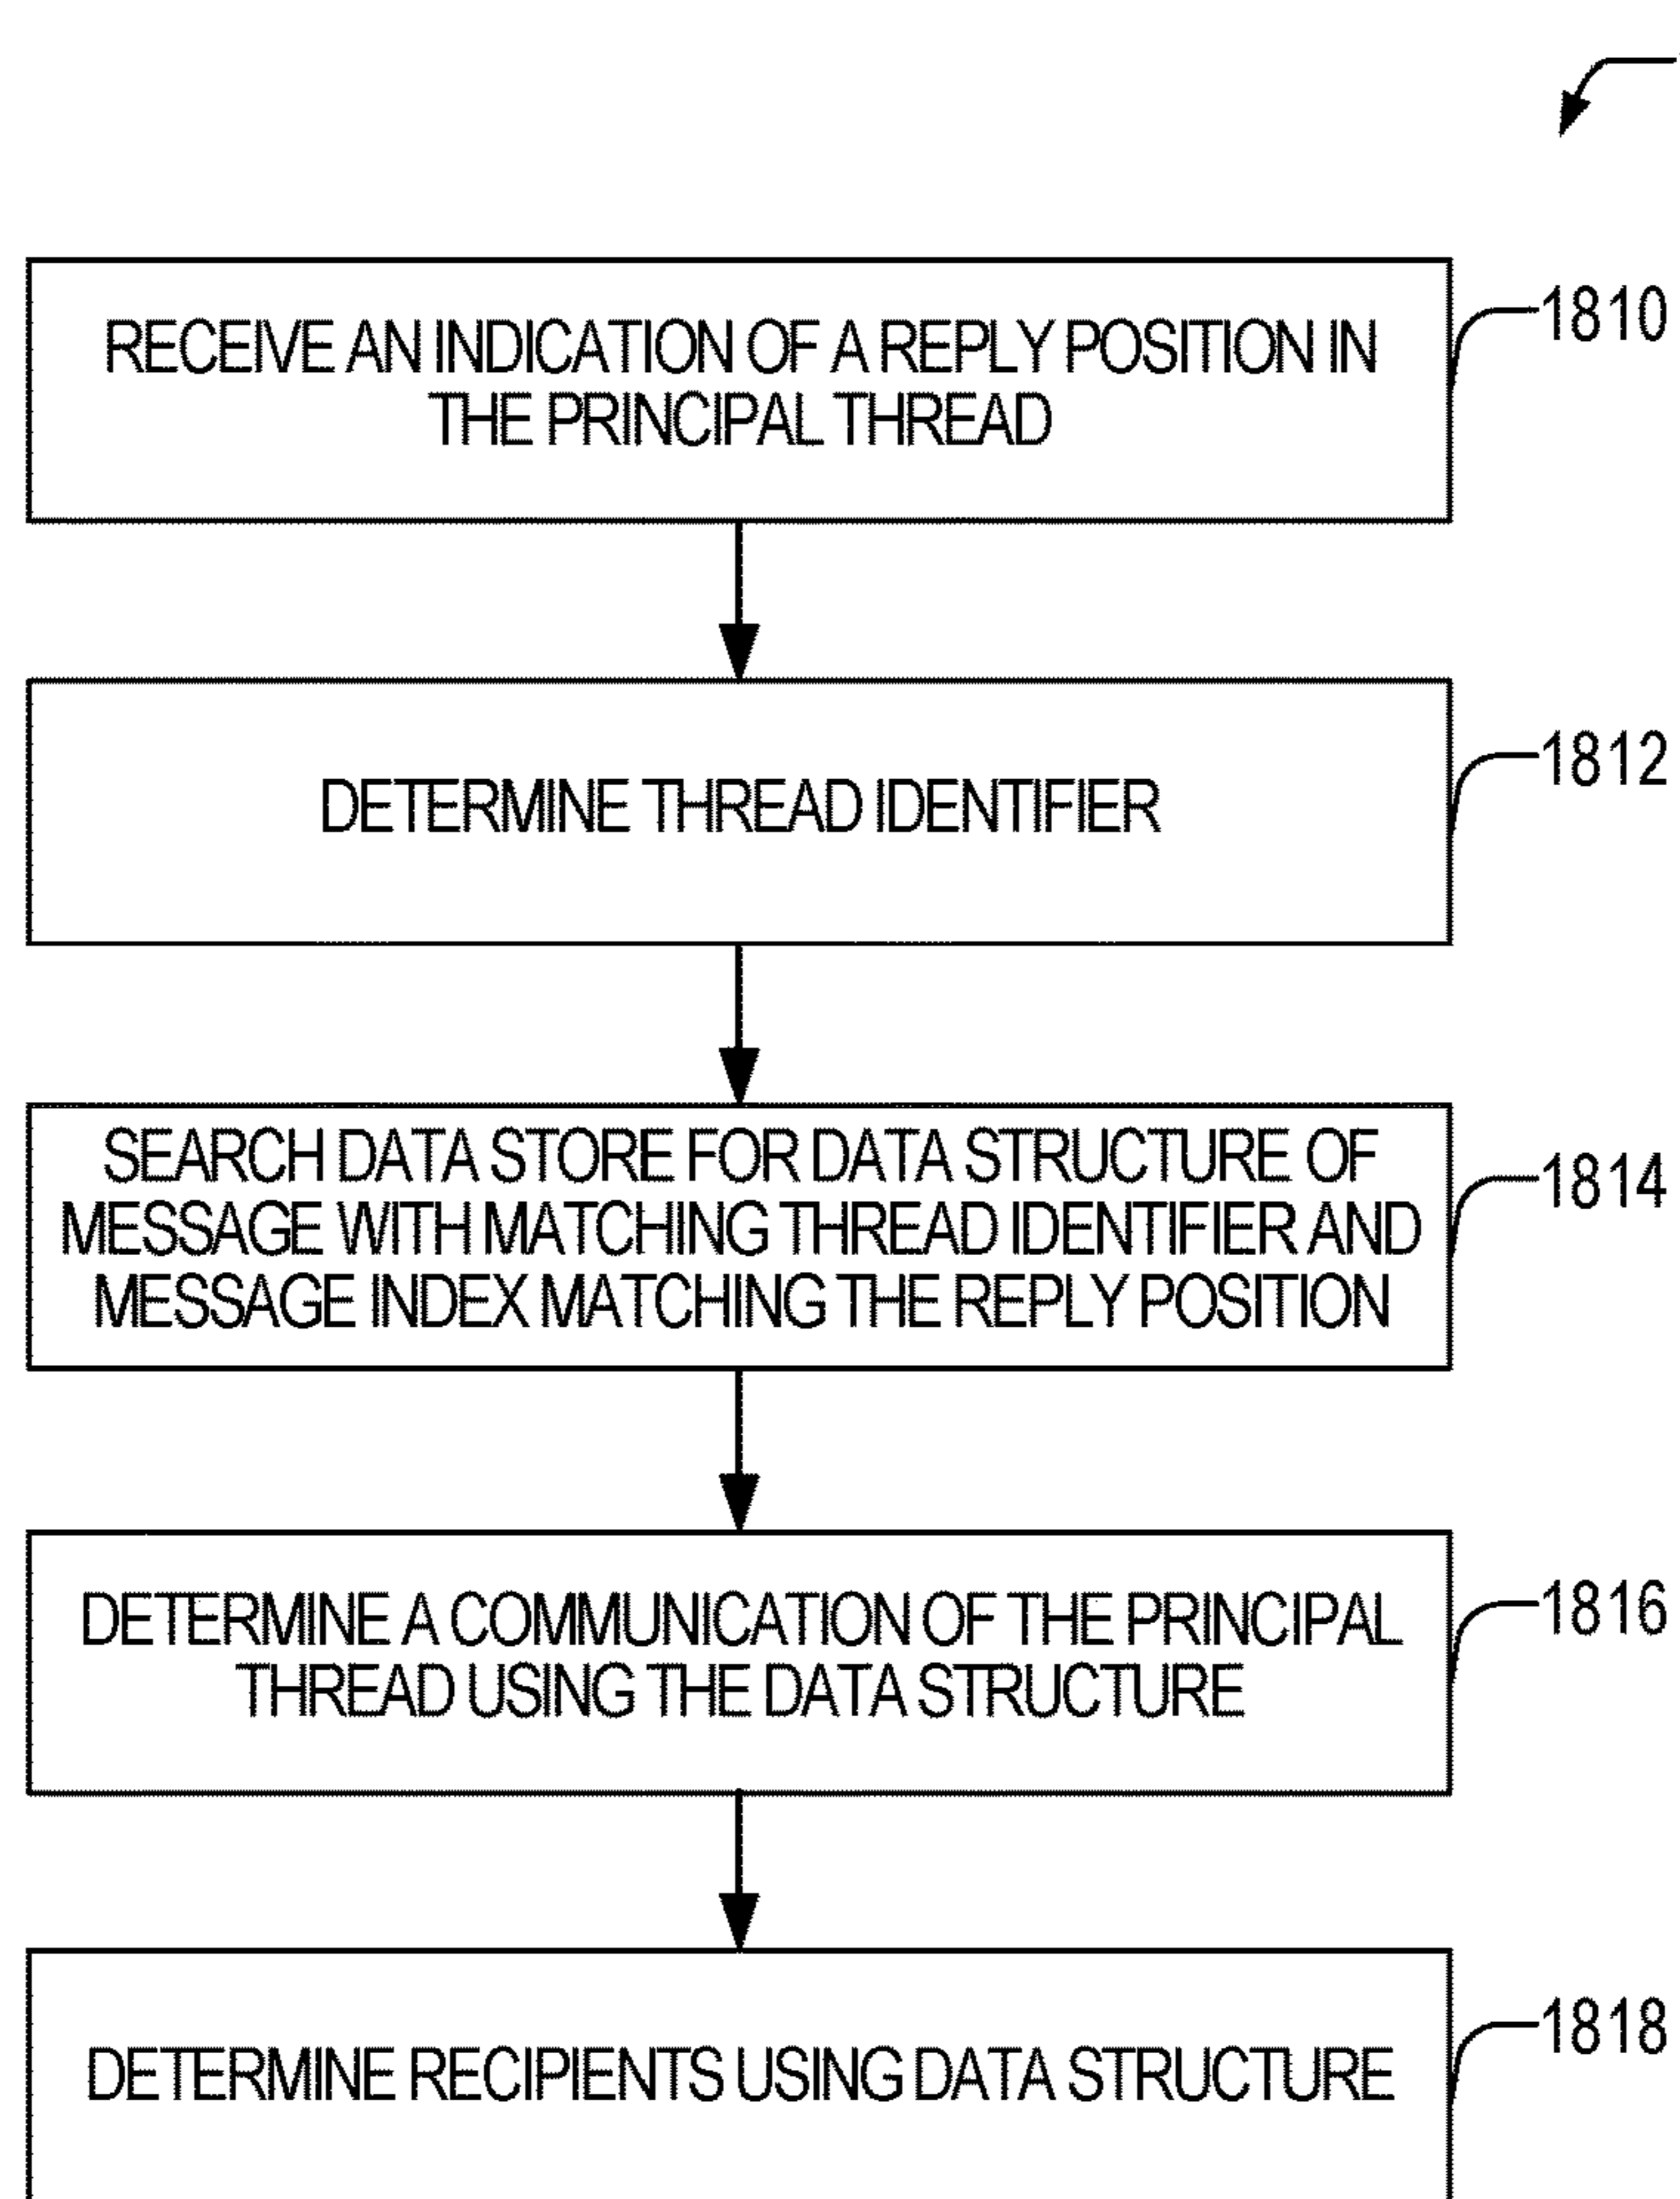 RECEIVE AN INDICATION OF A REPLY POSITION IN
THE PRINCIPAL THREAD
1810
DETERMINE THREAD IDENTIFIER
1812
SEARCH DATA STORE FOR DATA STRUCTURE OF
MESSAGE WITH MATCHING THREAD IDENTIFIER AND
MESSAGE INDEX MATCHING THE REPLY POSITION
1814
DETERMINE A COMMUNICATION OF THE PRINCIPAL
THREAD USING THE DATA STRUCTURE
1816
DETERMINE RECIPIENTS USING DATA STRUCTURE
1818